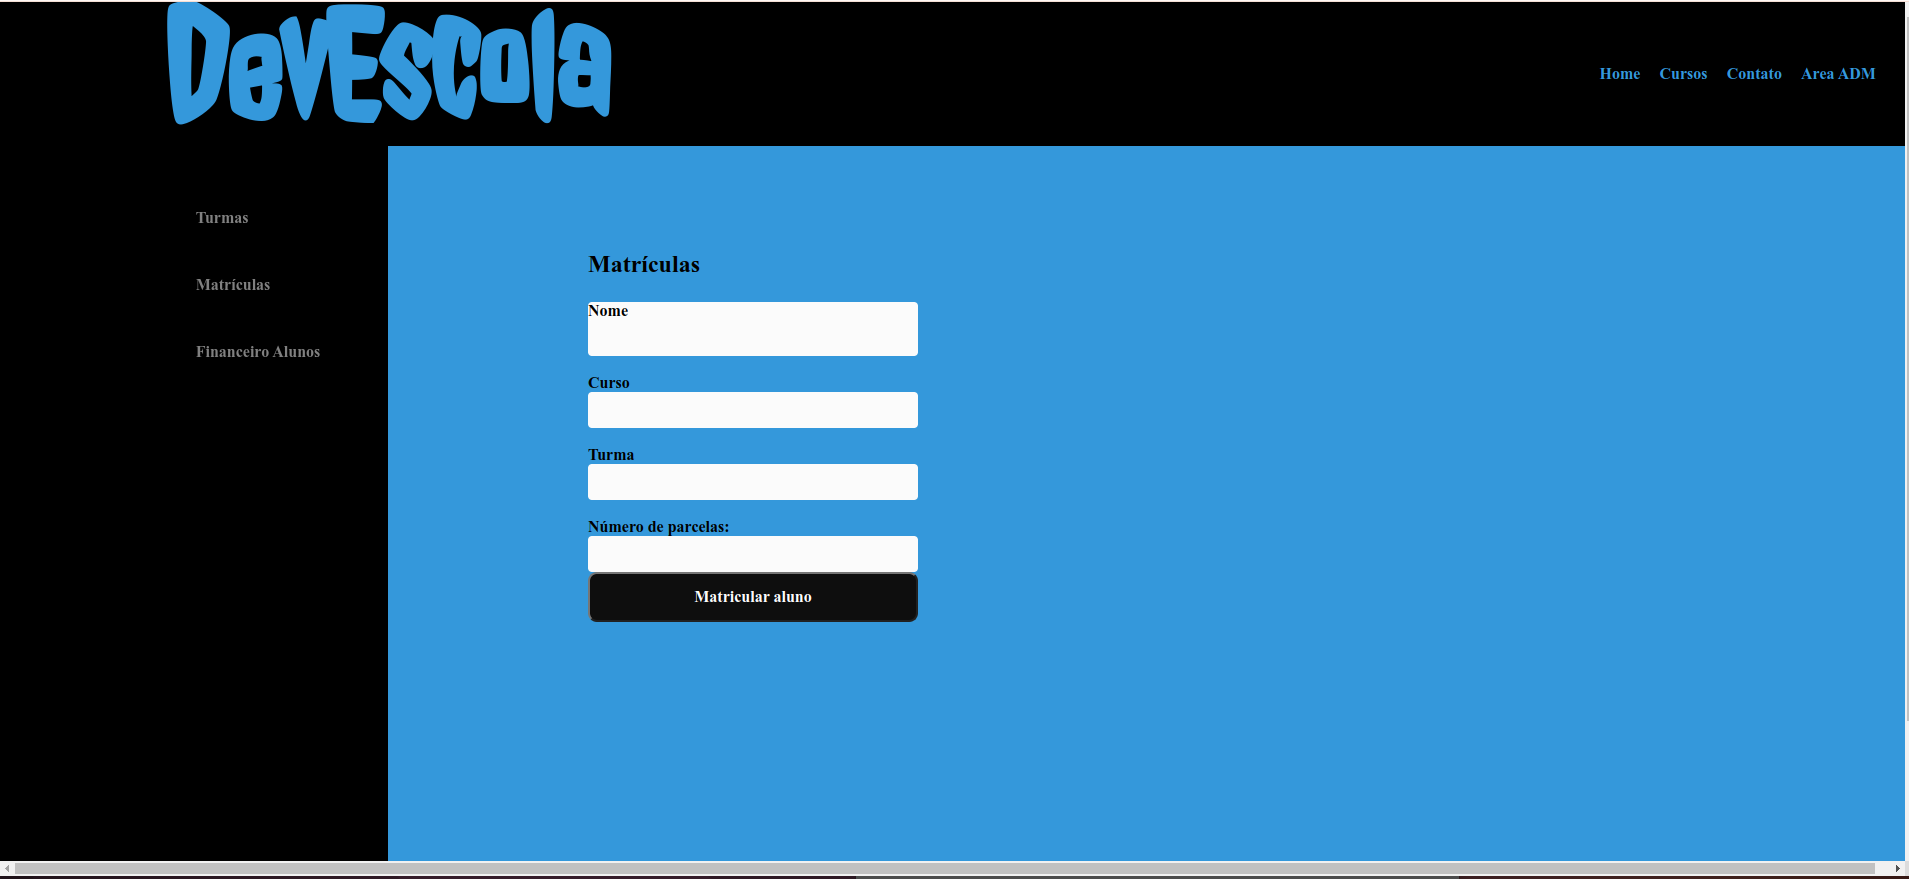 DevEscola
Home Cursos Contato Area ADM
Turmas
Matrículas
Financeiro Alunos
Matrículas
Nome
Curso
Turma
Número de parcelas:
Matricular aluno